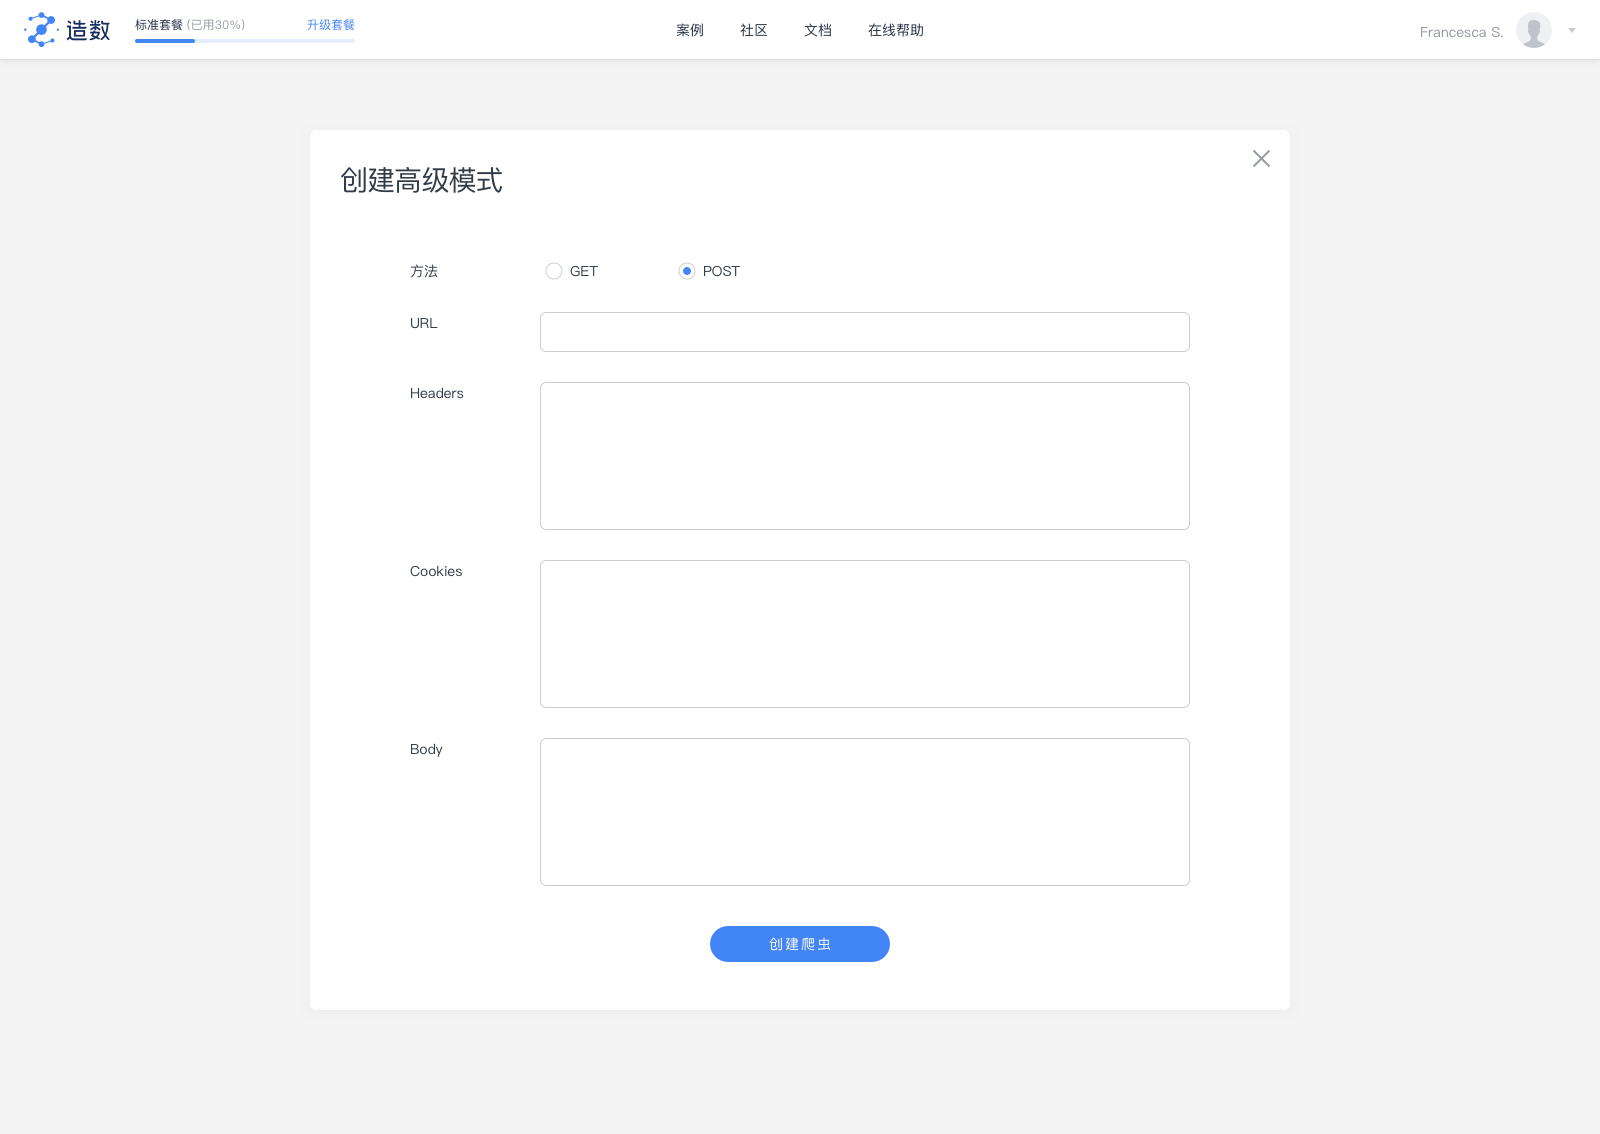 造数
标准套餐 (已用30%) 升级套餐
案例 社区 文档 在线帮助
Francesca S.
创建高级模式
方法 GET POST
URL
Headers
Cookies
Body
创建爬虫